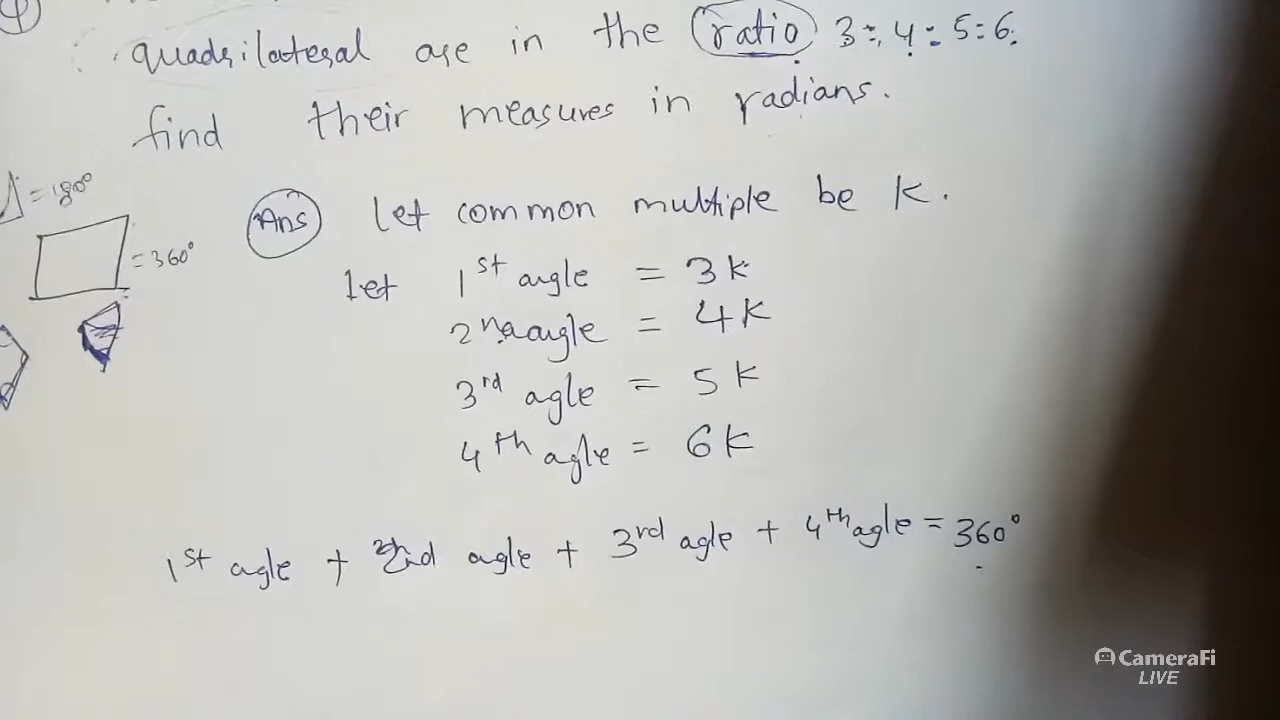 4
quadrilateral are in the ratio 3:4:5:6.
find their measures in radians.
= 180°
= 360°
Ans Let common multiple be K.
let 1st angle = 3K
2nd angle = 4K
3rd agle = 5K
4th agle = 6K
1st agle + 2nd agle + 3rd agle + 4th agle = 360°
CameraFi
LIVE